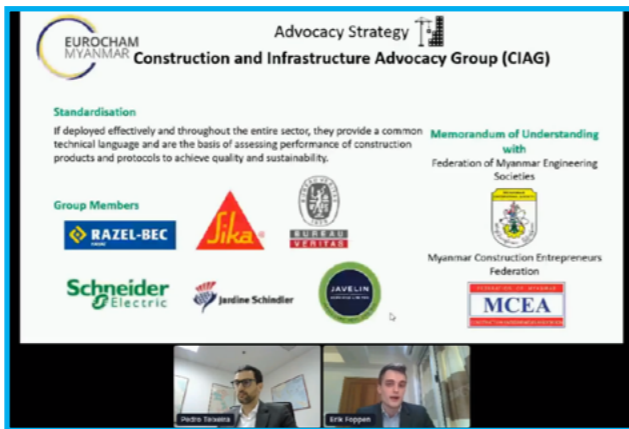 EUROCHAM
MYANMAR
Advocacy Strategy
Construction and Infrastructure Advocacy Group (CIAG)
Standardisation
If deployed effectively and throughout the entire sector, they provide a common
technical language and are the basis of assessing performance of construction
products and protocols to achieve quality and sustainability.
Memorandum of Understanding
with
Federation of Myanmar Engineering
Societies
Group Members
RAZEL-BEC
Sika
BUREAU
VERITAS
Myanmar Construction Entrepreneurs
Federation
Schneider
Electric
Jardine Schindler
JAVELIN
MCEA
Pedro Teixeira
Erik Foppen